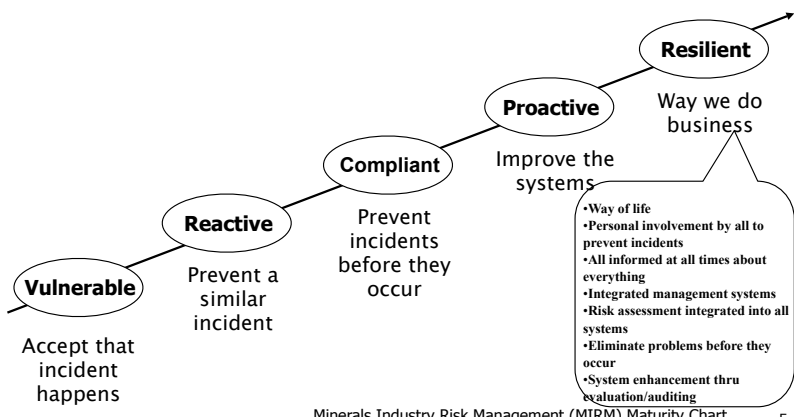 Resilient
Way we do
business
Proactive
Improve the
systems
Compliant
Prevent
incidents
before they
occur
Reactive
Prevent a
similar
incident
Vulnerable
Accept that
incident
happens
•Way of life
•Personal involvement by all to
prevent incidents
•All informed at all times about
everything
•Integrated management systems
•Risk assessment integrated into all
systems
•Eliminate problems before they
occur
•System enhancement thru
evaluation/auditing
Minerals Industry Risk Management (MIRM) Maturity Chart